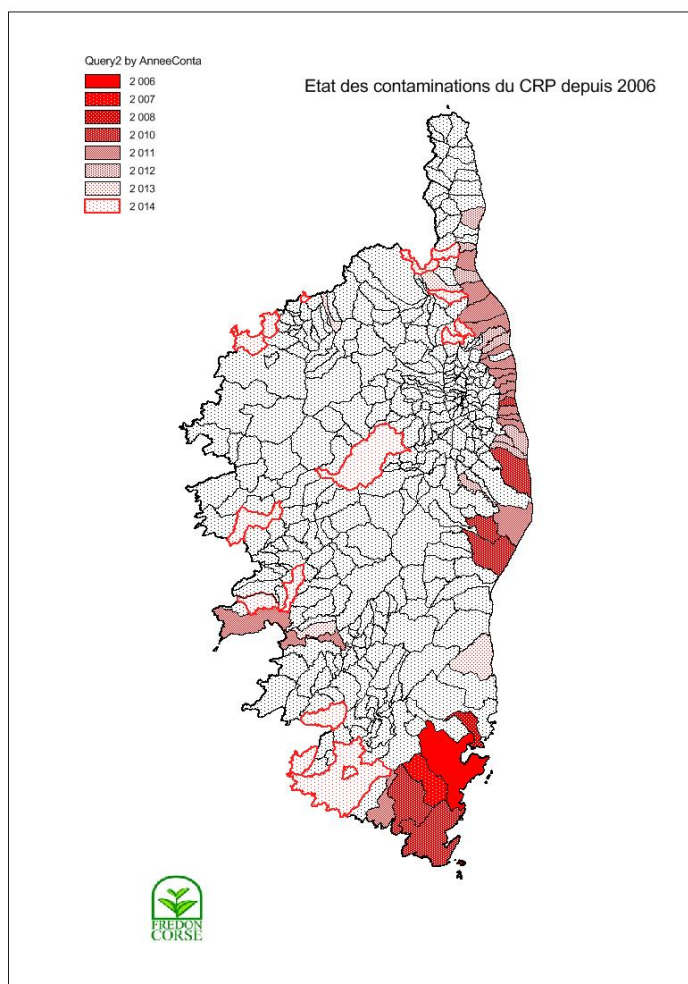 Query2 by AnneeConta
2 006
2 007
2 008
2 010
2 011
2 012
2 013
2 014
Etat des contaminations du CRP depuis 2006
FREDON
CORSE